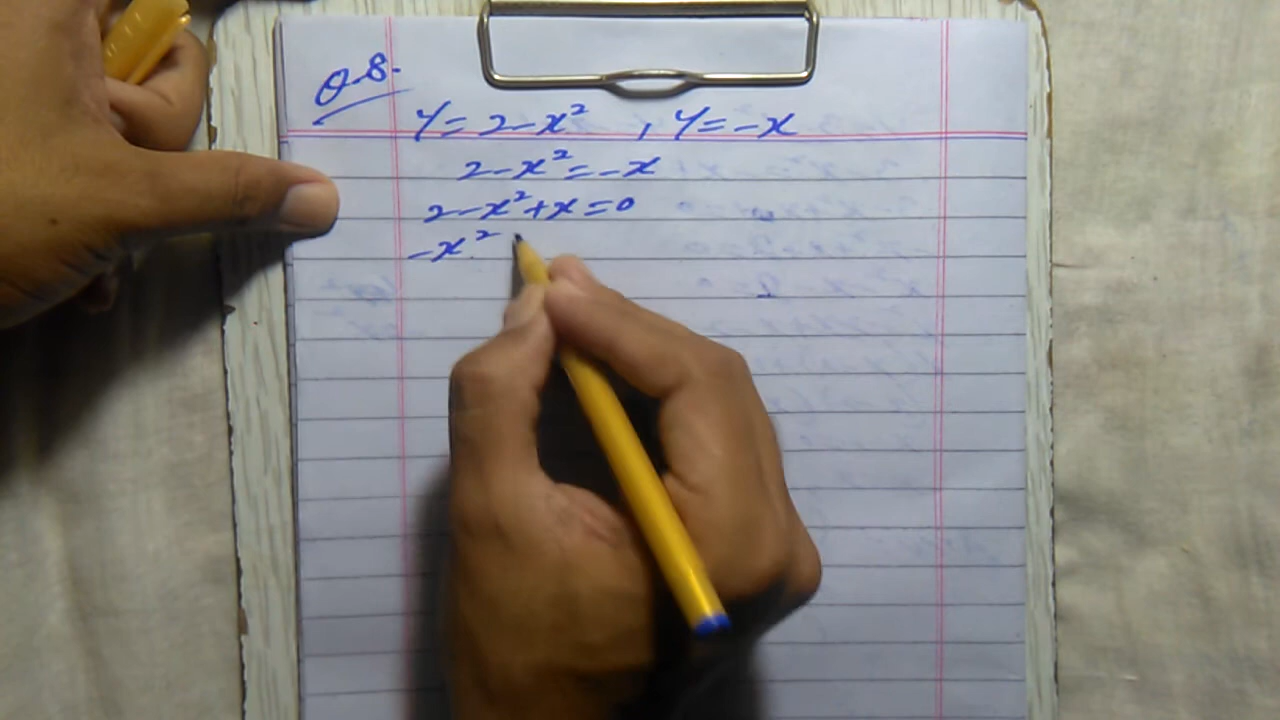 Q.8.
Y = 2-x² , Y = -x
2-x² = -x
2-x²+x=0
-x²